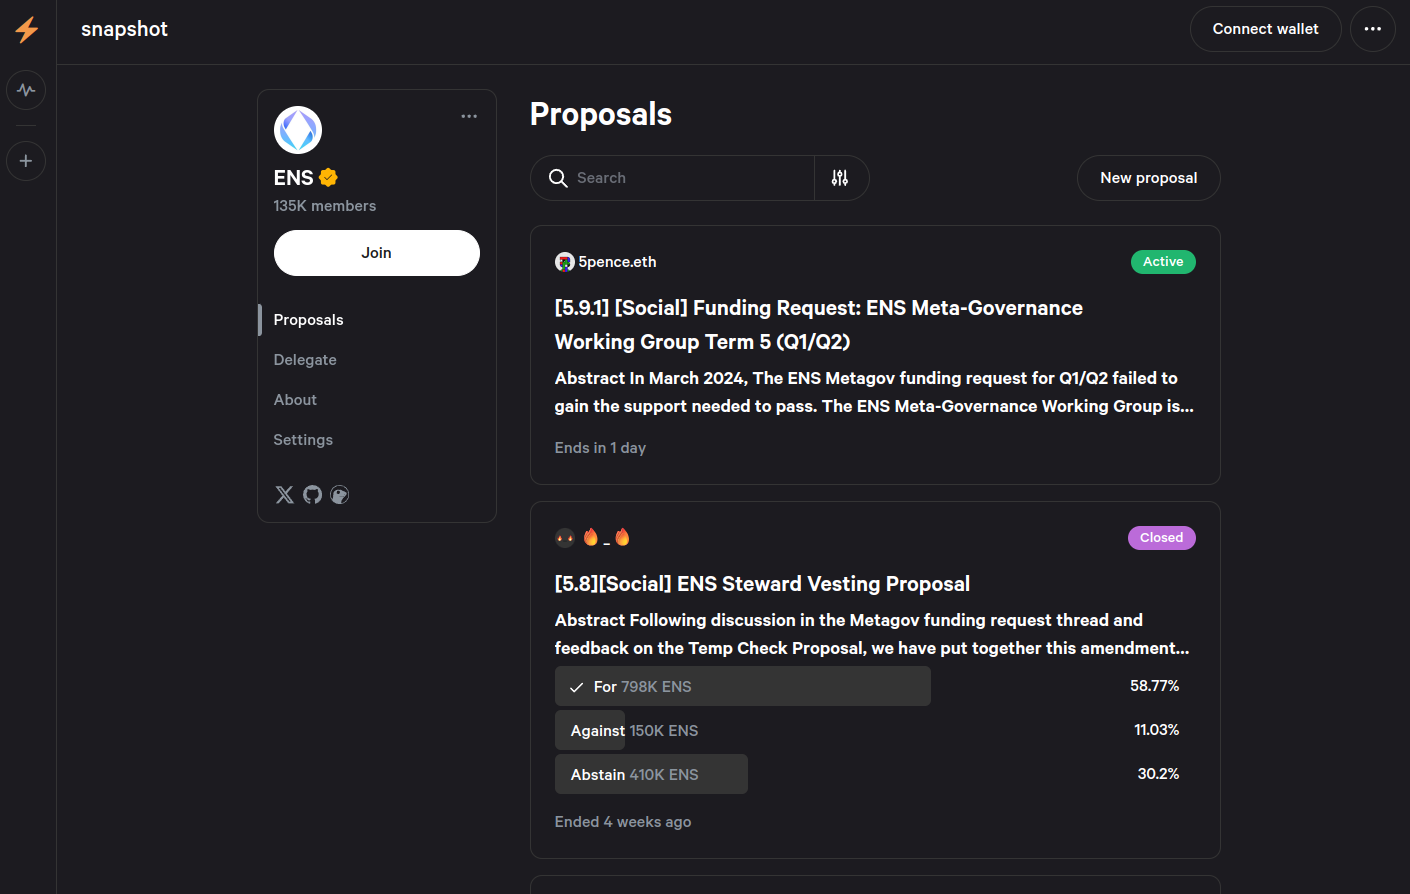 snapshot
Connect wallet
ENS
135K members
Join
Proposals
Delegate
About
Settings
Proposals
Search
New proposal
5pence.eth
Active
[5.9.1] [Social] Funding Request: ENS Meta-Governance
Working Group Term 5 (Q1/Q2)
Abstract In March 2024, The ENS Metagov funding request for Q1/Q2 failed to
gain the support needed to pass. The ENS Meta-Governance Working Group is...
Ends in 1 day
🔥_🔥
Closed
[5.8][Social] ENS Steward Vesting Proposal
Abstract Following discussion in the Metagov funding request thread and
feedback on the Temp Check Proposal, we have put together this amendment...
For 798K ENS 58.77%
Against 150K ENS 11.03%
Abstain 410K ENS 30.2%
Ended 4 weeks ago